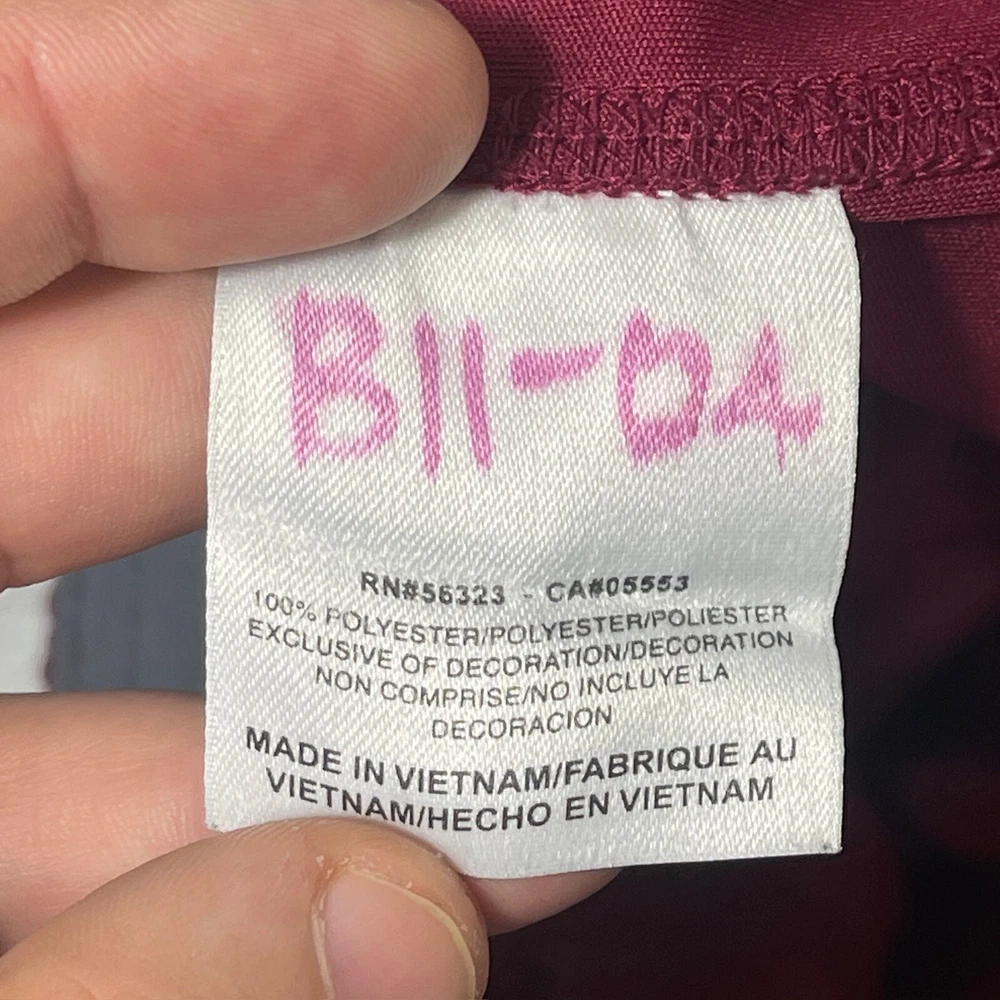 B11-04
RN#56323 - CA#05553
100% POLYESTER/POLYESTER/POLIESTER
EXCLUSIVE OF DECORATION/DECORATION
NON COMPRISE/NO INCLUYE LA
DECORACION
MADE IN VIETNAM/FABRIQUE AU
VIETNAM/HECHO EN VIETNAM